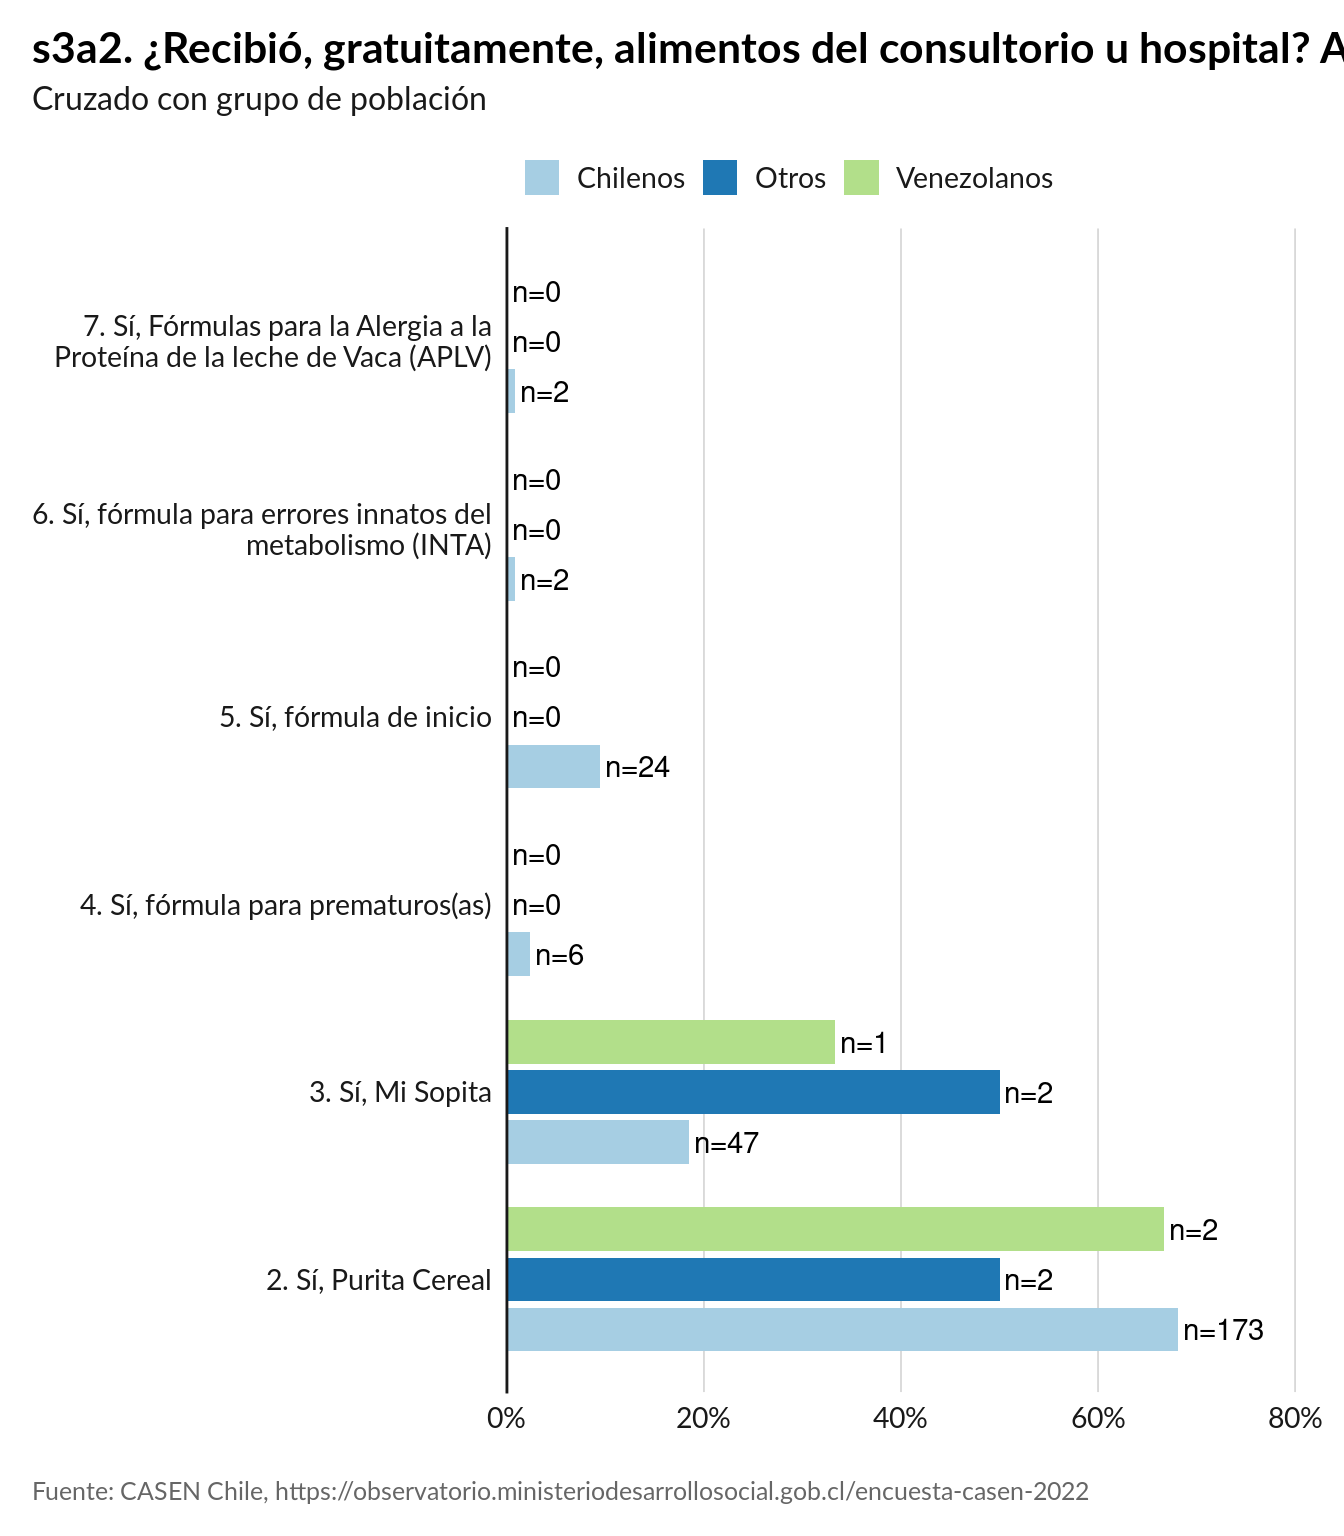 s3a2. ¿Recibió, gratuitamente, alimentos del consultorio u hospital? A
Cruzado con grupo de población
Chilenos Otros Venezolanos
n=0
7. Sí, Fórmulas para la Alergia a la
Proteína de la leche de Vaca (APLV)
n=0
n=2
n=0
6. Sí, fórmula para errores innatos del
metabolismo (INTA)
n=0
n=2
n=0
5. Sí, fórmula de inicio
n=0
n=24
n=0
4. Sí, fórmula para prematuros(as)
n=0
n=6
n=1
3. Sí, Mi Sopita
n=2
n=47
n=2
2. Sí, Purita Cereal
n=2
n=173
0% 20% 40% 60% 80%
Fuente: CASEN Chile, https://observatorio.ministeriodesarrollosocial.gob.cl/encuesta-casen-2022